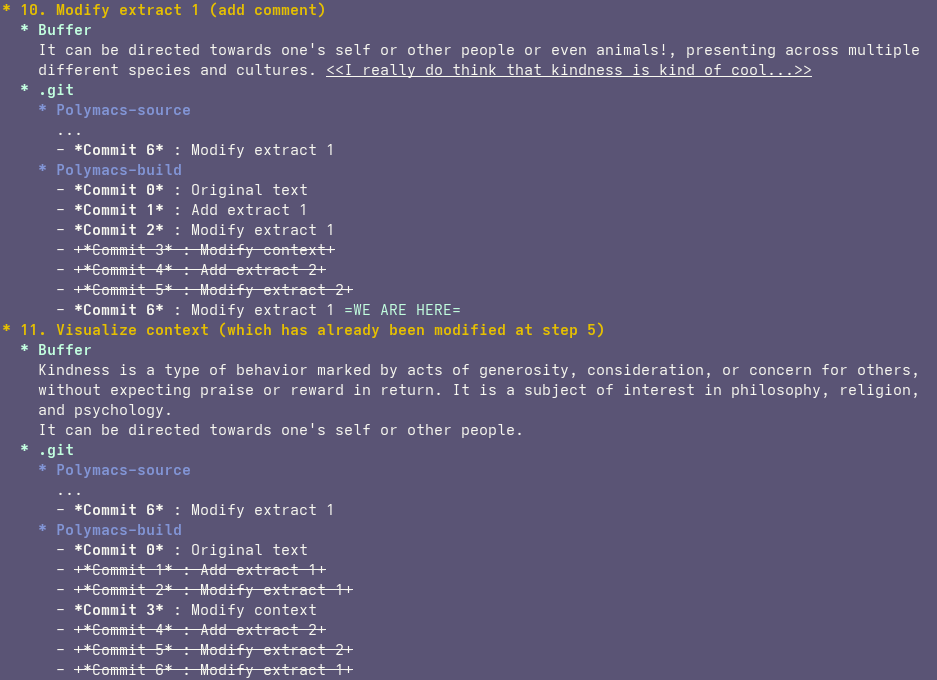 * 10. Modify extract 1 (add comment)
* Buffer
It can be directed towards one's self or other people or even animals!, presenting across multiple
different species and cultures. <<I really do think that kindness is kind of cool...>>
* .git
* Polymacs-source
...
- *Commit 6* : Modify extract 1
* Polymacs-build
- *Commit 0* : Original text
- *Commit 1* : Add extract 1
- *Commit 2* : Modify extract 1
- +*Commit 3* : Modify context+
- +*Commit 4* : Add extract 2+
- +*Commit 5* : Modify extract 2+
- *Commit 6* : Modify extract 1 =WE ARE HERE=
* 11. Visualize context (which has already been modified at step 5)
* Buffer
Kindness is a type of behavior marked by acts of generosity, consideration, or concern for others,
without expecting praise or reward in return. It is a subject of interest in philosophy, religion,
and psychology.
It can be directed towards one's self or other people.
* .git
* Polymacs-source
...
- *Commit 6* : Modify extract 1
* Polymacs-build
- *Commit 0* : Original text
- +*Commit 1* : Add extract 1+
- +*Commit 2* : Modify extract 1+
- *Commit 3* : Modify context
- +*Commit 4* : Add extract 2+
- +*Commit 5* : Modify extract 2+
- +*Commit 6* : Modify extract 1+